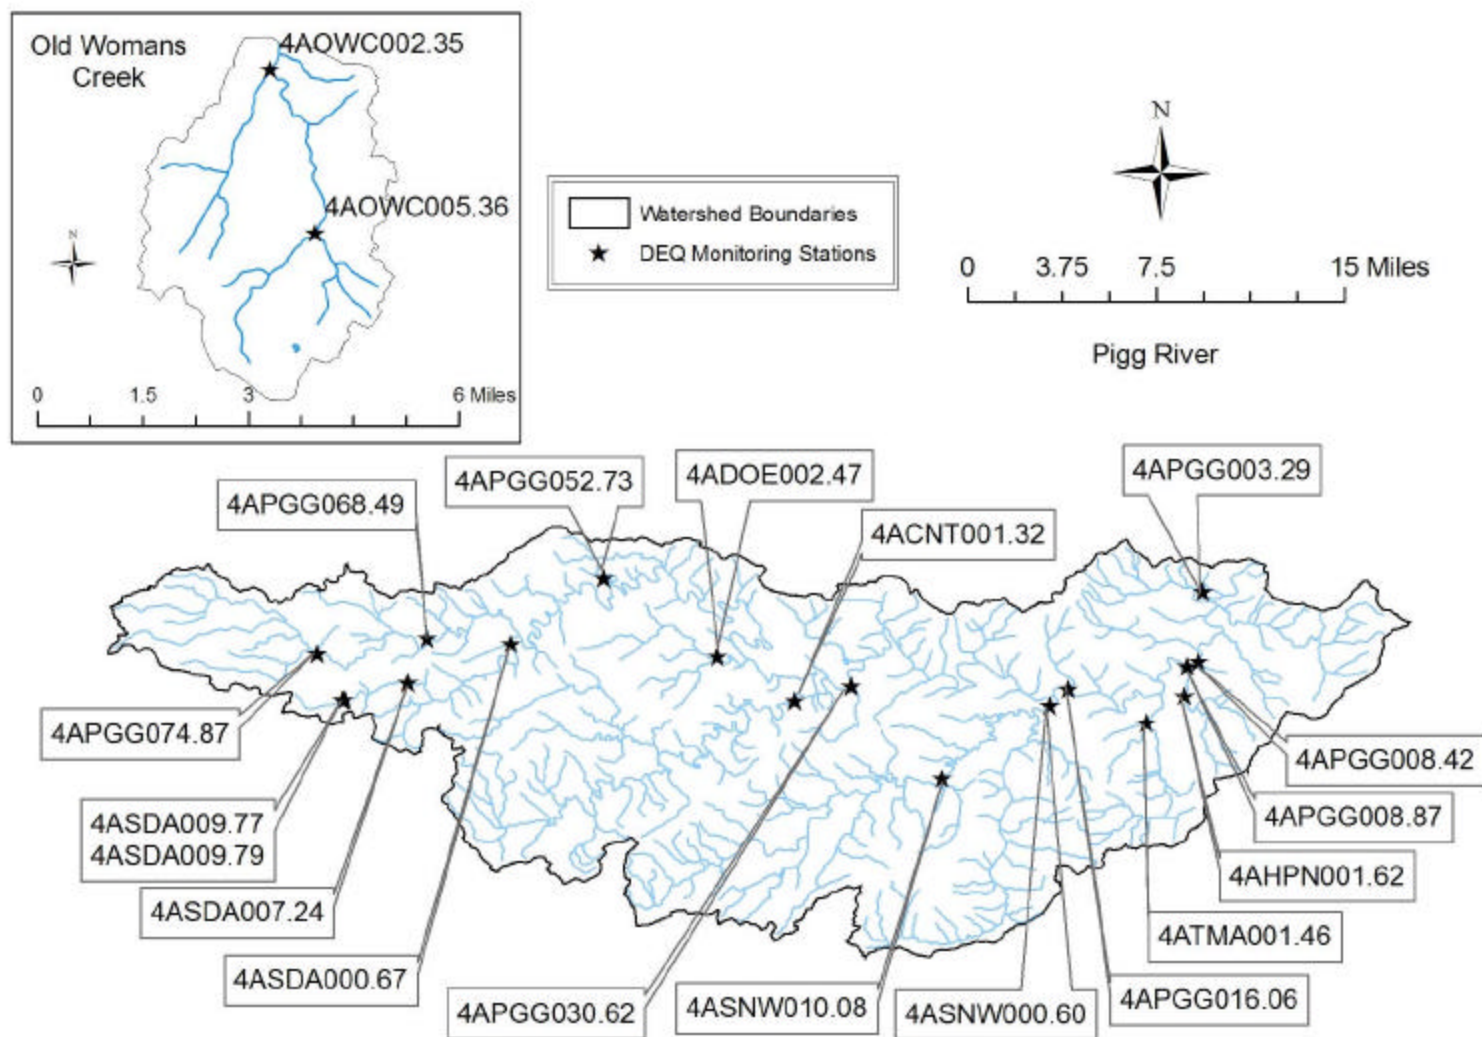 Old Womans
Creek
4AOWC002.35
4AOWC005.36
N
0 1.5 3 6 Miles
Watershed Boundaries
DEQ Monitoring Stations
N
0 3.75 7.5 15 Miles
Pigg River
4APGG068.49
4APGG052.73
4ADOE002.47
4ACNT001.32
4APGG003.29
4APGG074.87
4ASDA009.77
4ASDA009.79
4ASDA007.24
4ASDA000.67
4APGG030.62
4ASNW010.08
4ASNW000.60
4APGG016.06
4ATMA001.46
4AHPN001.62
4APGG008.87
4APGG008.42